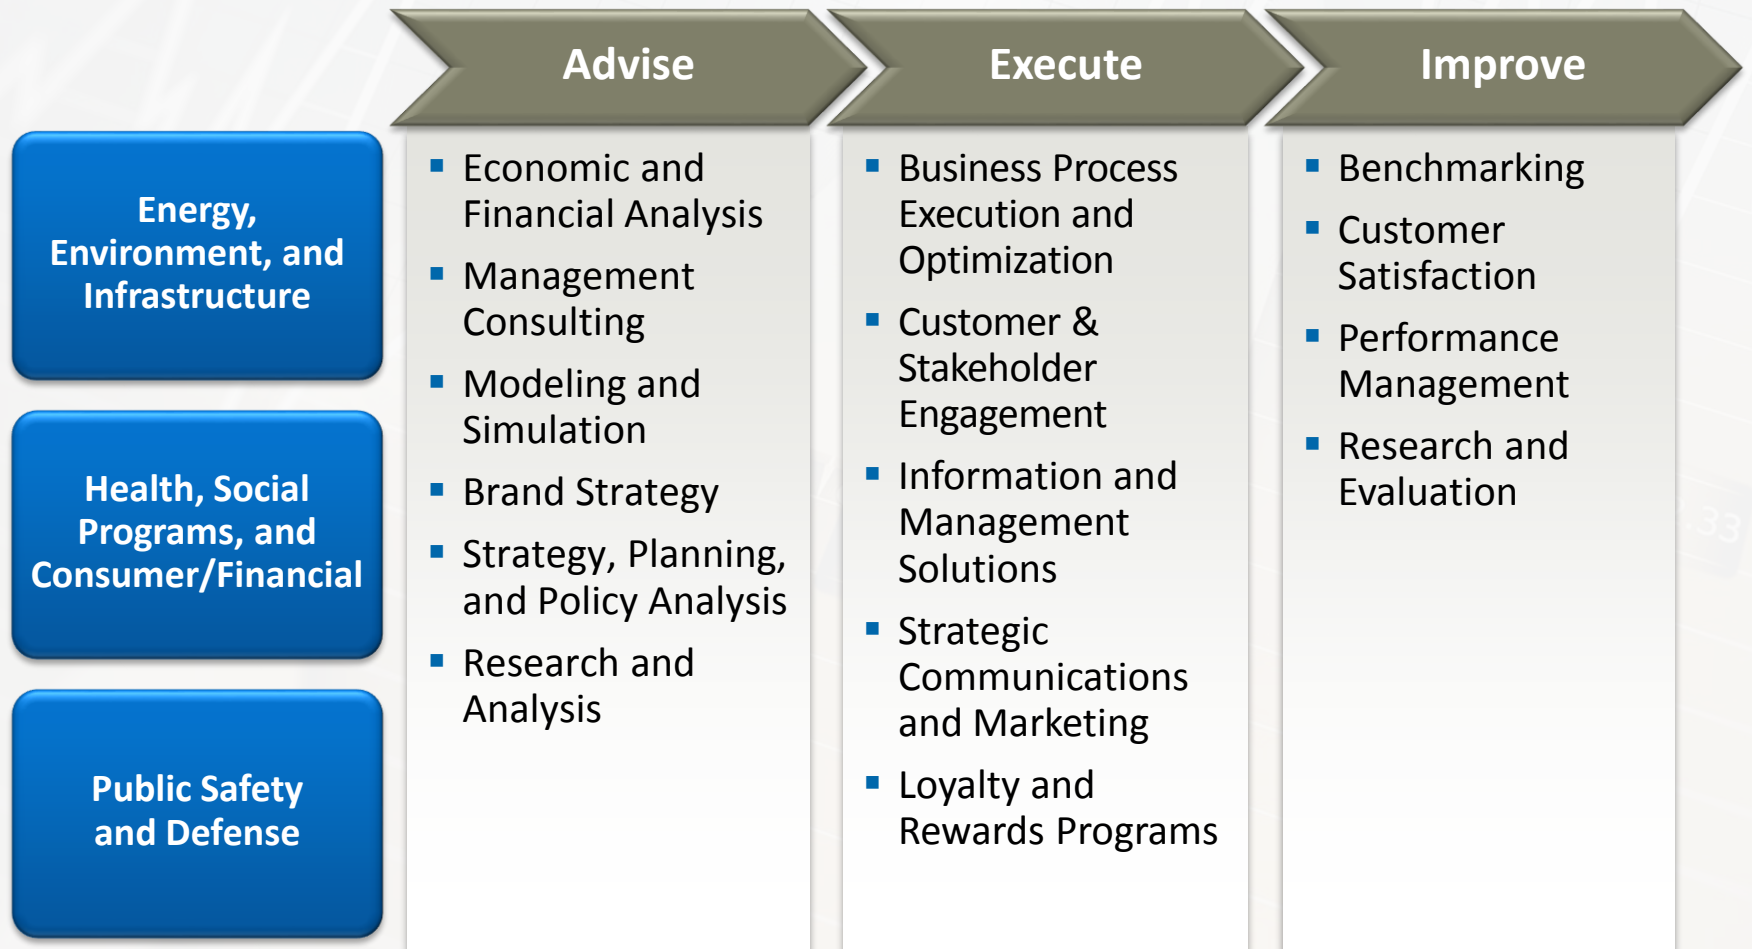 Advise
Execute
Improve
Energy,
Environment, and
Infrastructure
Health, Social
Programs, and
Consumer/Financial
Public Safety
and Defense
Economic and
Financial Analysis
Management
Consulting
Modeling and
Simulation
Brand Strategy
Strategy, Planning,
and Policy Analysis
Research and
Analysis
Business Process
Execution and
Optimization
Customer &
Stakeholder
Engagement
Information and
Management
Solutions
Strategic
Communications
and Marketing
Loyalty and
Rewards Programs
Benchmarking
Customer
Satisfaction
Performance
Management
Research and
Evaluation